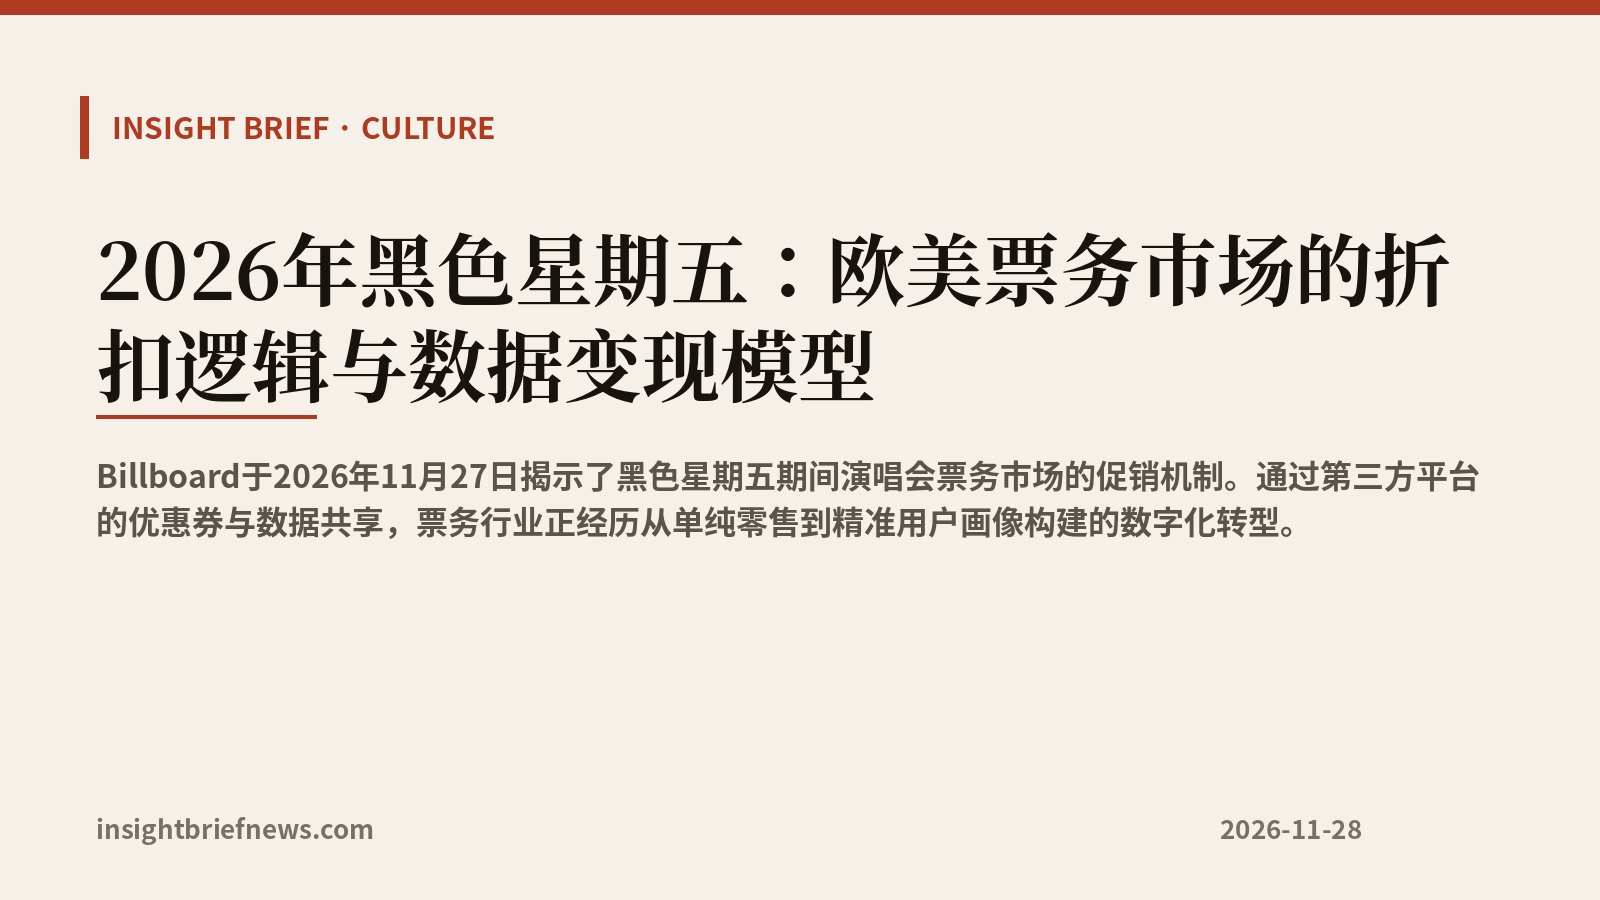 INSIGHT BRIEF · CULTURE
2026年黑色星期五：欧美票务市场的折
扣逻辑与数据变现模型
Billboard于2026年11月27日揭示了黑色星期五期间演唱会票务市场的促销机制。通过第三方平台
的优惠券与数据共享，票务行业正经历从单纯零售到精准用户画像构建的数字化转型。
insightbriefnews.com
2026-11-28